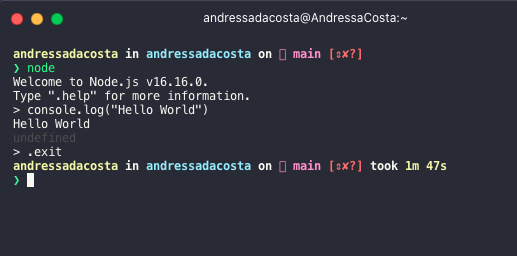 andressadacosta@AndressaCosta:~
andressadacosta in andressadacosta on main [⇕✘?]
❯ node
Welcome to Node.js v16.16.0.
Type ".help" for more information.
> console.log("Hello World")
Hello World
undefined
> .exit
andressadacosta in andressadacosta on main [⇕✘?] took 1m 47s
❯